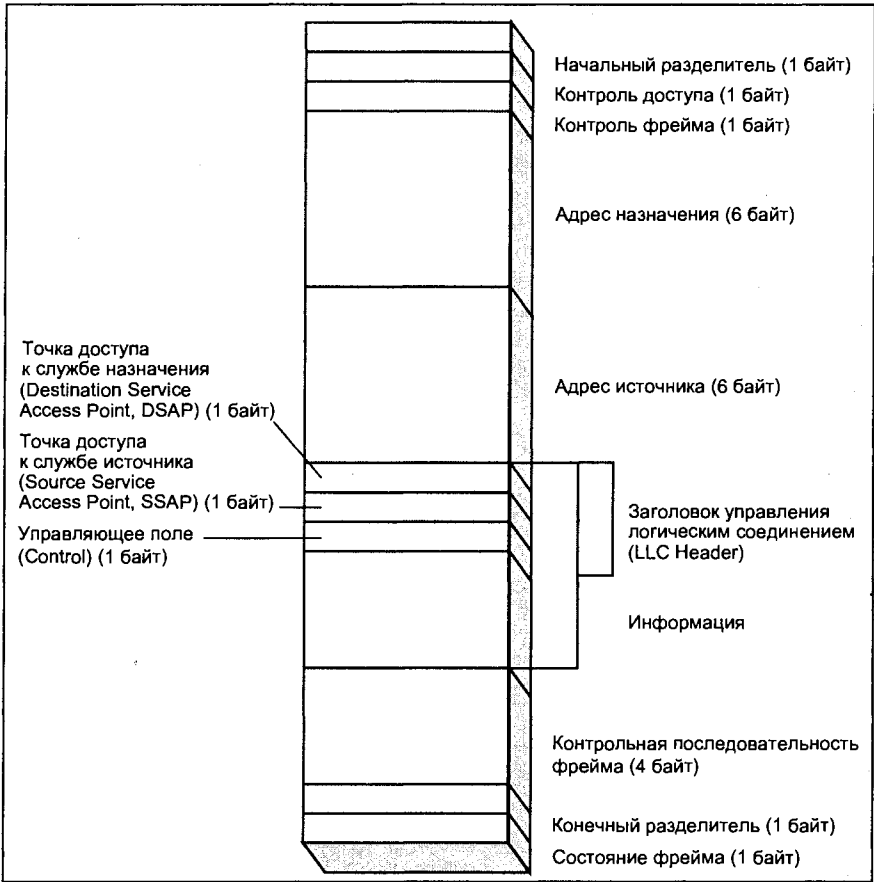 Начальный разделитель (1 байт)
Контроль доступа (1 байт)
Контроль фрейма (1 байт)
Адрес назначения (6 байт)
Точка доступа
к службе назначения
(Destination Service
Access Point, DSAP) (1 байт)
Адрес источника (6 байт)
Точка доступа
к службе источника
(Source Service
Access Point, SSAP) (1 байт)
Управляющее поле
(Control) (1 байт)
Заголовок управления
логическим соединением
(LLC Header)
Информация
Контрольная последовательность
фрейма (4 байт)
Конечный разделитель (1 байт)
Состояние фрейма (1 байт)